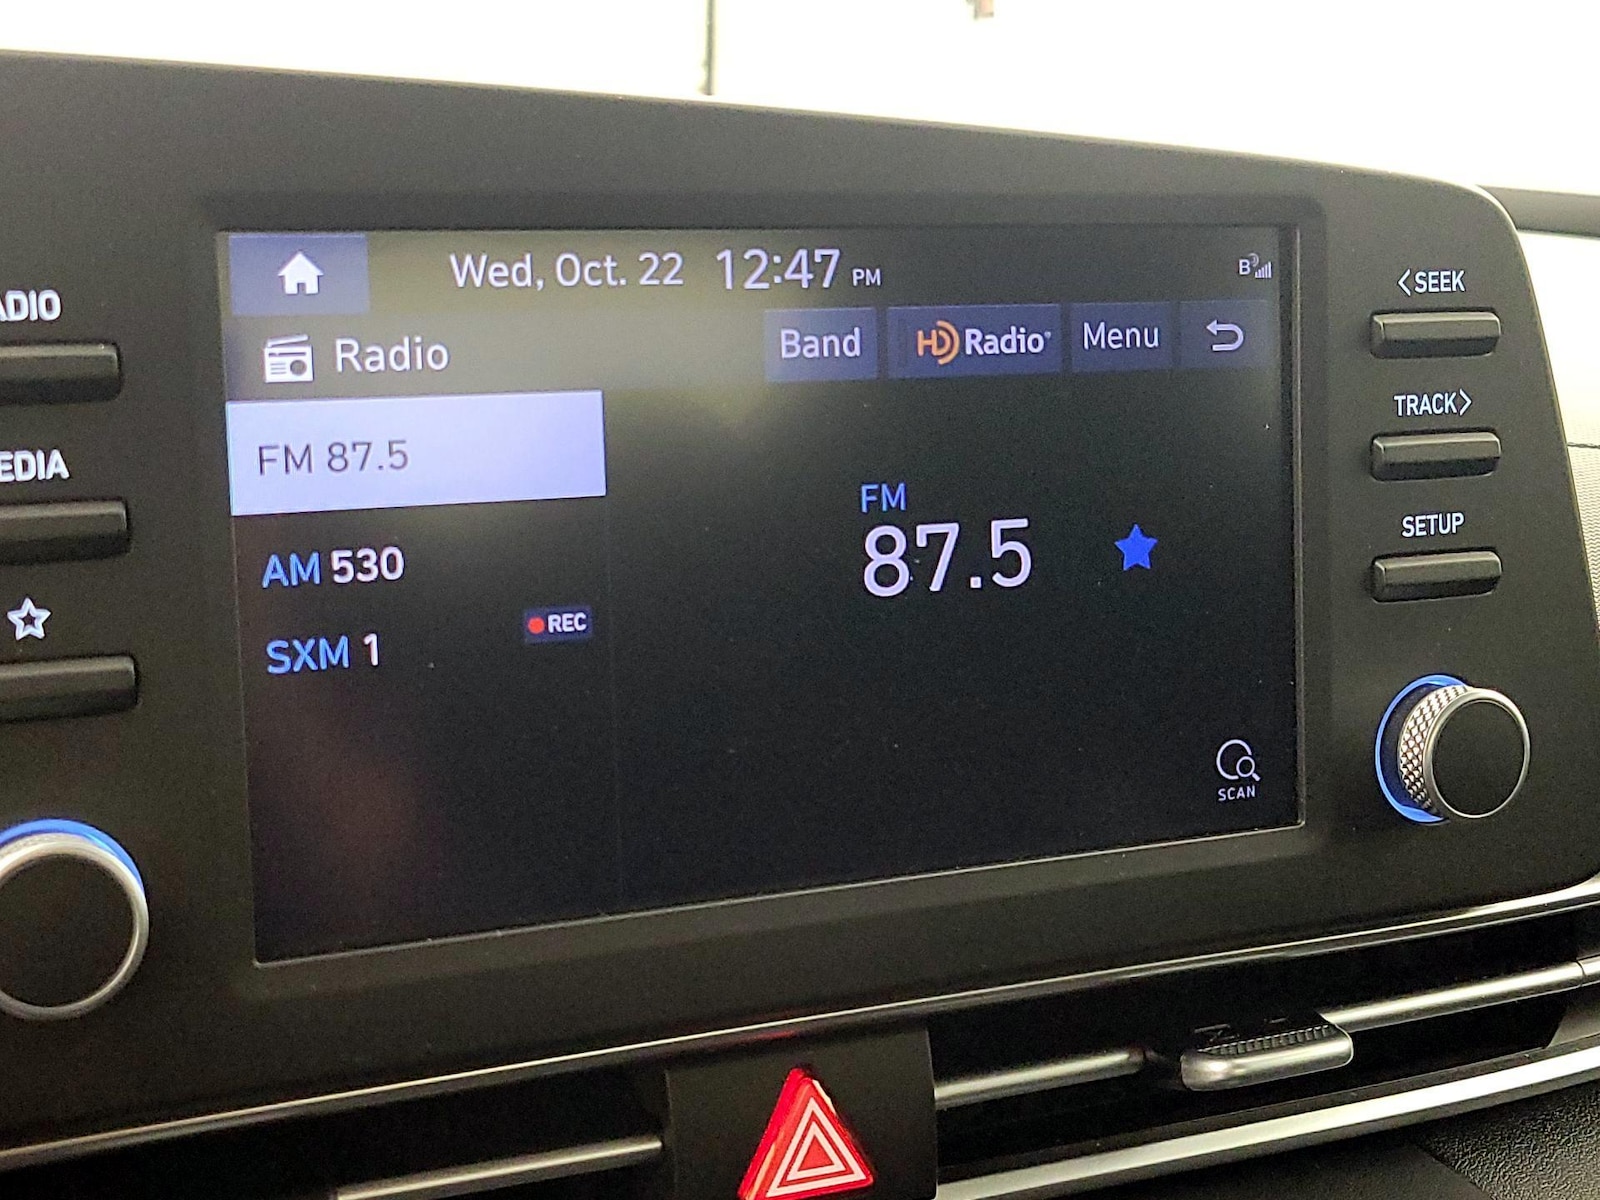 Wed, Oct. 22 12:47 PM
B
Radio
Band
HD Radio
Menu
FM 87.5
AM 530
SXM 1
REC
FM
87.5
SCAN
ADIO
EDIA
<SEEK
TRACK>
SETUP